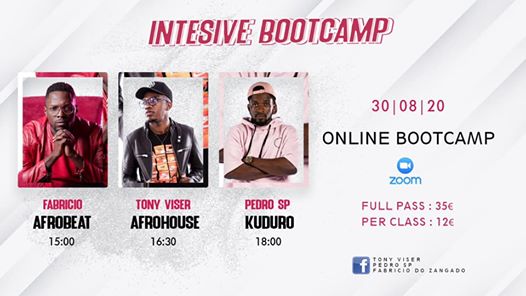 INTESIVE BOOTCAMP
FABRICIO
AFROBEAT
15:00
TONY VISER
AFROHOUSE
16:30
PEDRO SP
KUDURO
18:00
30|08|20
ONLINE BOOTCAMP
zoom
FULL PASS : 35€
PER CLASS : 12€
f
TONY VISER
PEDRO SP
FABRICIO DO ZANGADO